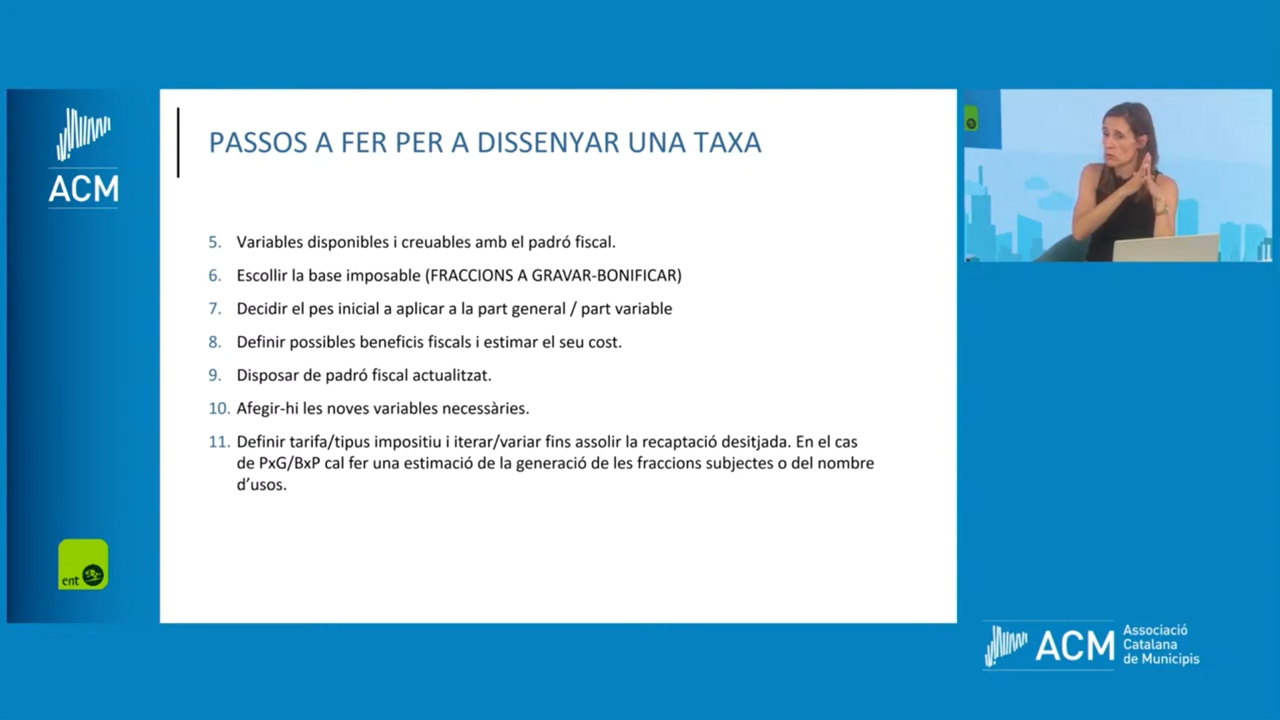 ACM
PASSOS A FER PER A DISSENYAR UNA TAXA
5. Variables disponibles i creuables amb el padró fiscal.
6. Escollir la base imposable (FRACCIONS A GRAVAR-BONIFICAR)
7. Decidir el pes inicial a aplicar a la part general / part variable
8. Definir possibles beneficis fiscals i estimar el seu cost.
9. Disposar de padró fiscal actualitzat.
10. Afegir-hi les noves variables necessàries.
11. Definir tarifa/tipus impositiu i iterar/variar fins assolir la recaptació desitjada. En el cas
de PxG/BxP cal fer una estimació de la generació de les fraccions subjectes o del nombre
d’usos.
ent
ACM
Associació
Catalana
de Municipis